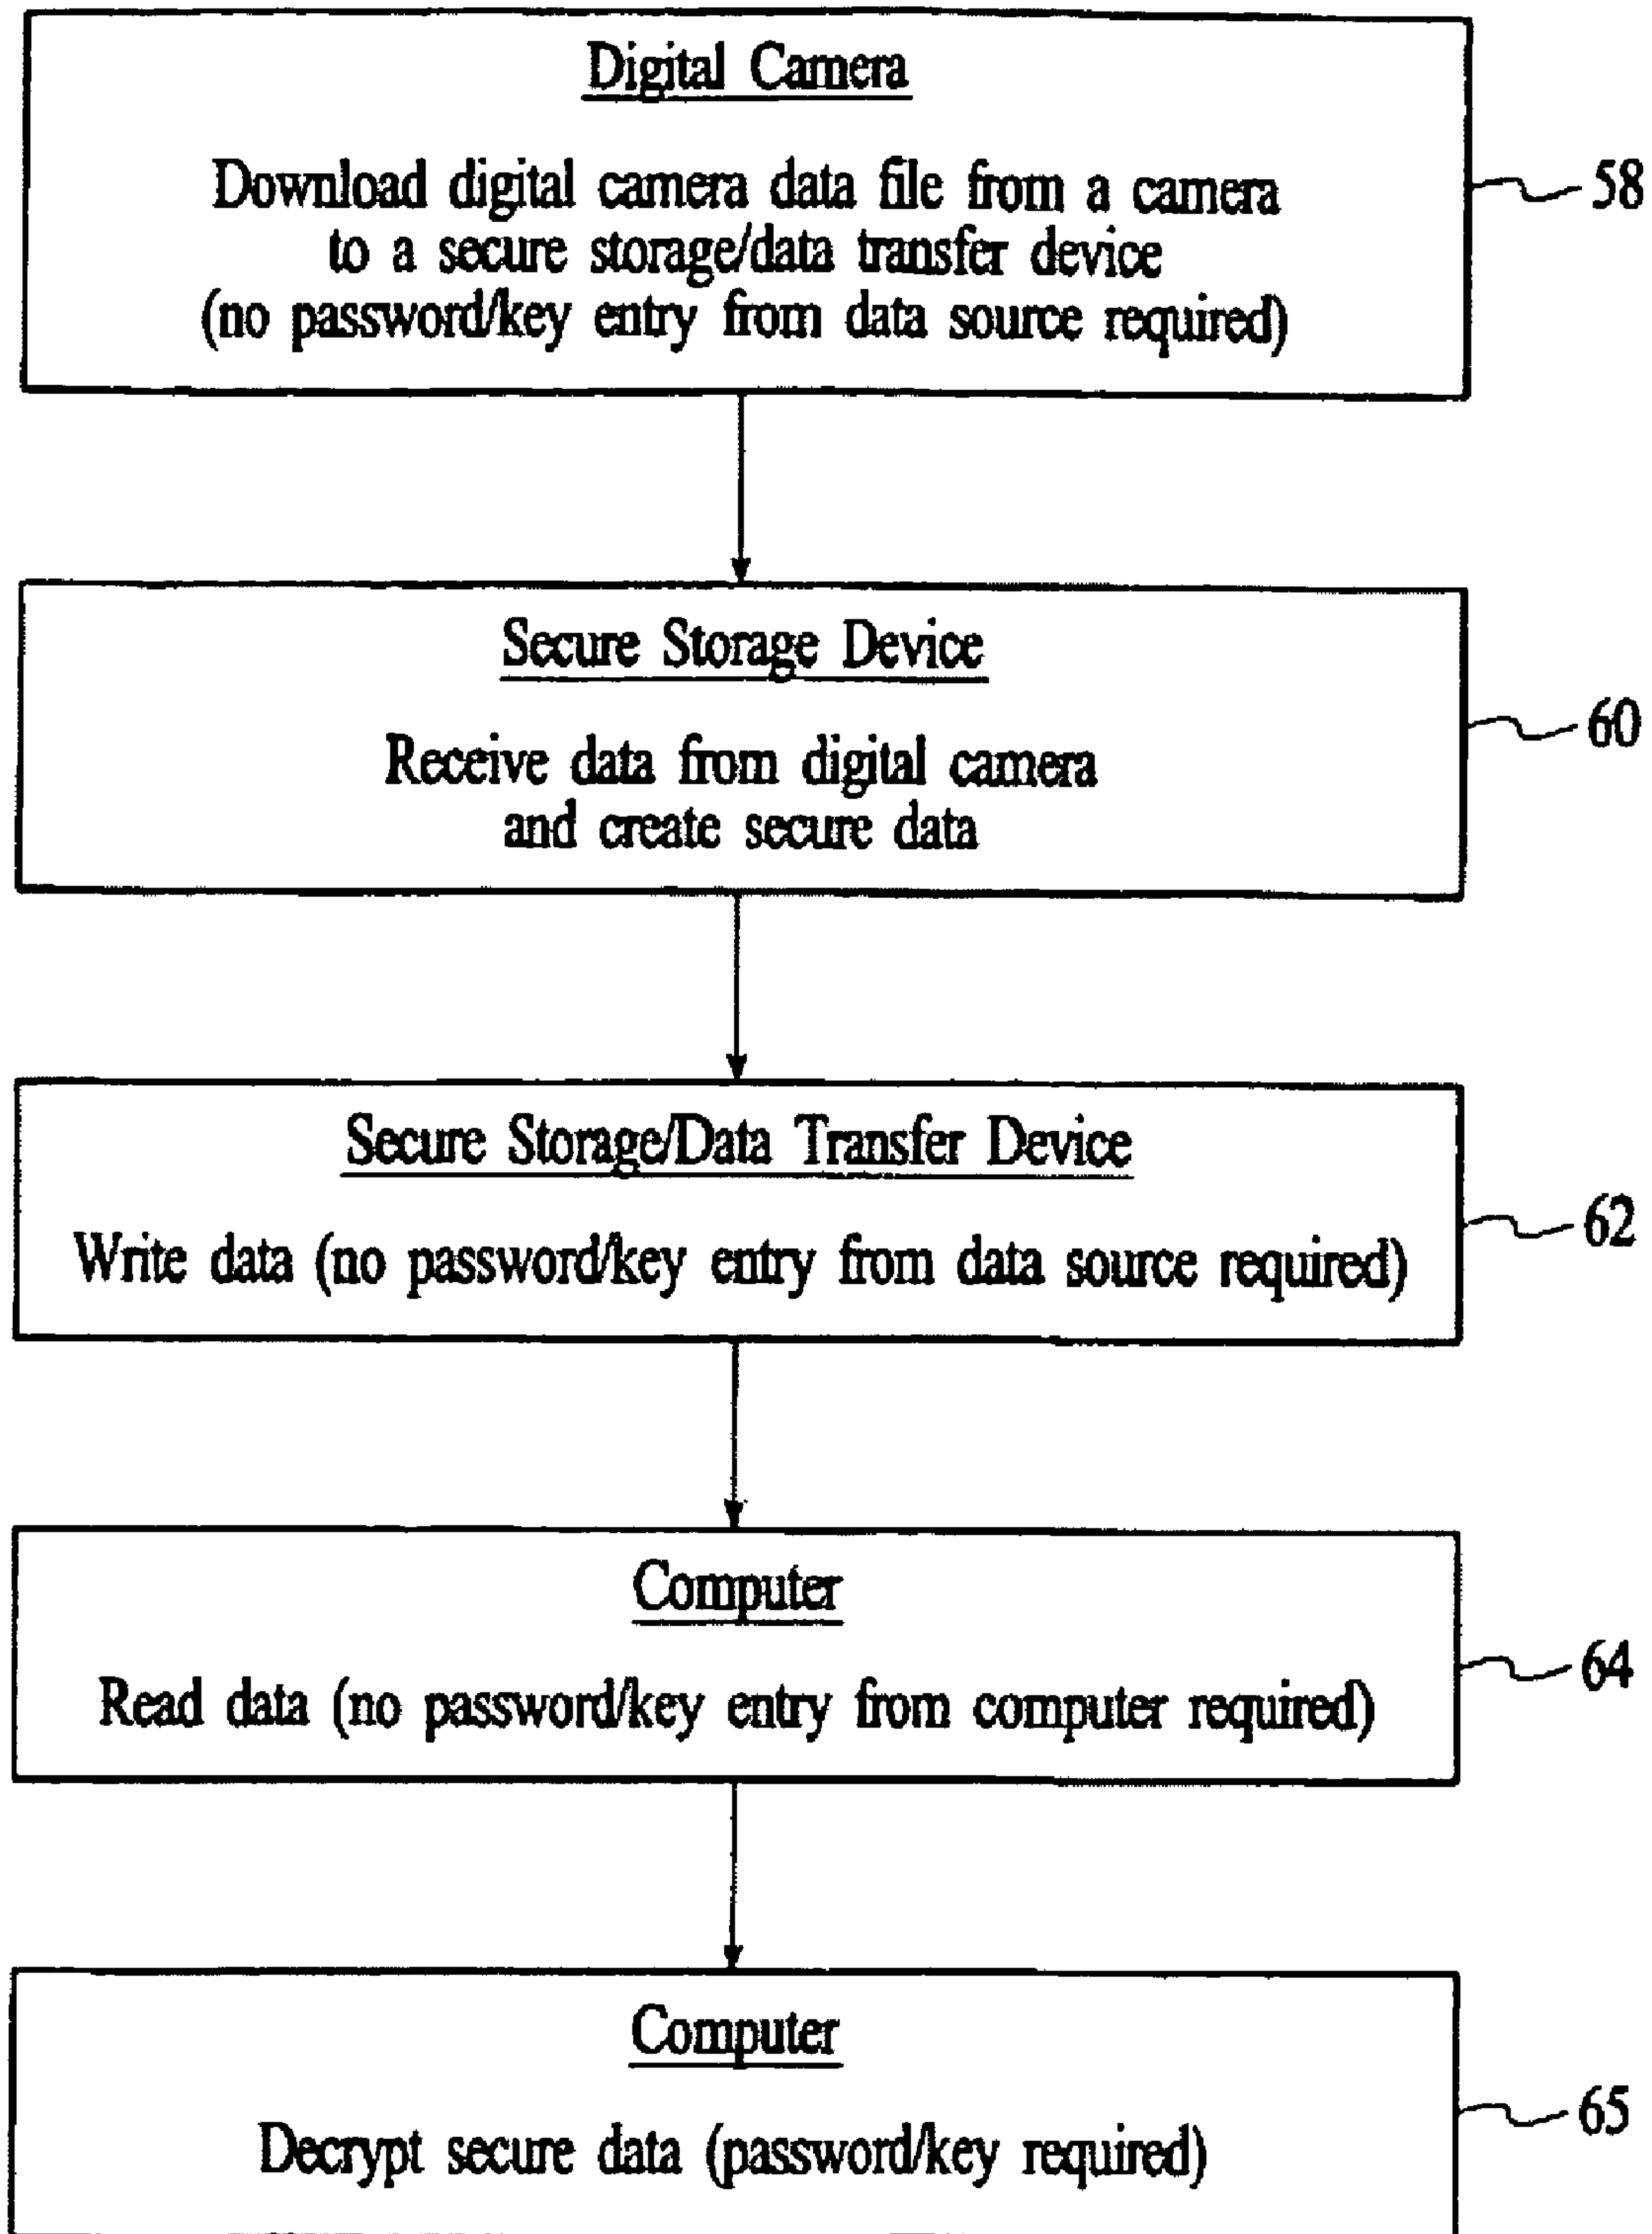 Digital Camera
Download digital camera data file from a camera
to a secure storage/data transfer device
(no password/key entry from data source required)
58
Secure Storage Device
Receive data from digital camera
and create secure data
60
Secure Storage/Data Transfer Device
Write data (no password/key entry from data source required)
62
Computer
Read data (no password/key entry from computer required)
64
Computer
Decrypt secure data (password/key required)
65